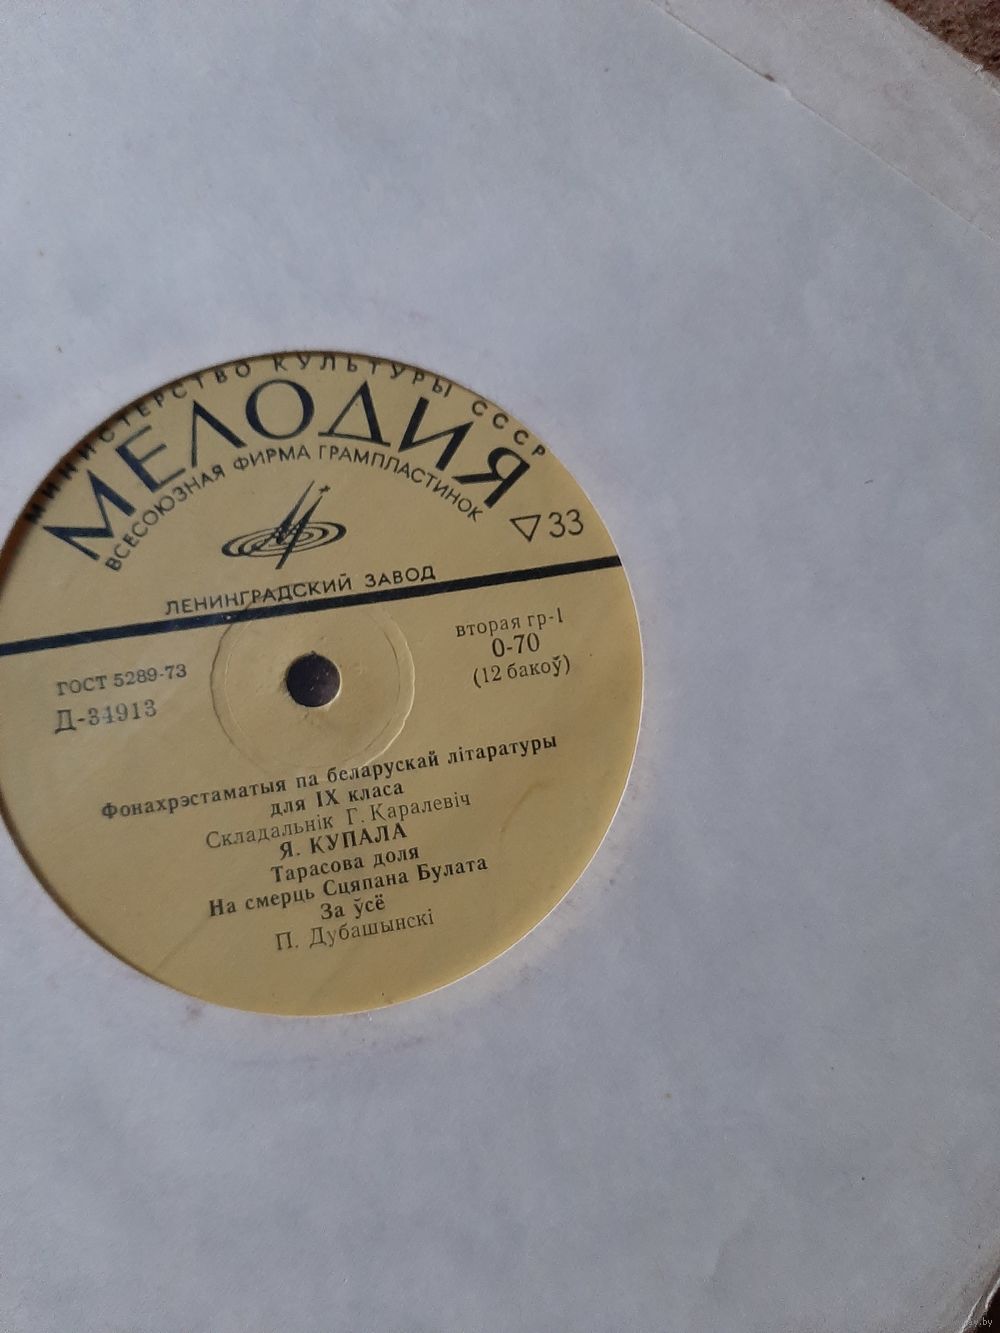 МИНИСТЕРСТВО КУЛЬТУРЫ СССР
МЕЛОДИЯ
ВСЕСОЮЗНАЯ ФИРМА ГРАМПЛАСТИНОК
33
ЛЕНИНГРАДСКИЙ ЗАВОД
ГОСТ 5289-73
Д-34913
вторая гр-1
0-70
(12 бакоў)
Фонахрэстаматыя па беларускай літаратуры
для IX класа
Складальнік Г. Каралевіч
Я. КУПАЛА
Тарасова доля
На смерць Сцяпана Булата
За ўсё
П. Дубашынскі